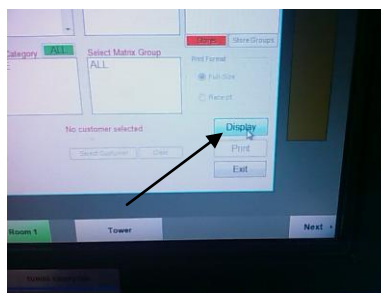 Stores Store Groups
Category ALL Select Matrix Group
ALL
Print Format
Full Size
Receipt
No customer selected
Select Customer Clear
Display
Print
Exit
Room 1 Tower Next